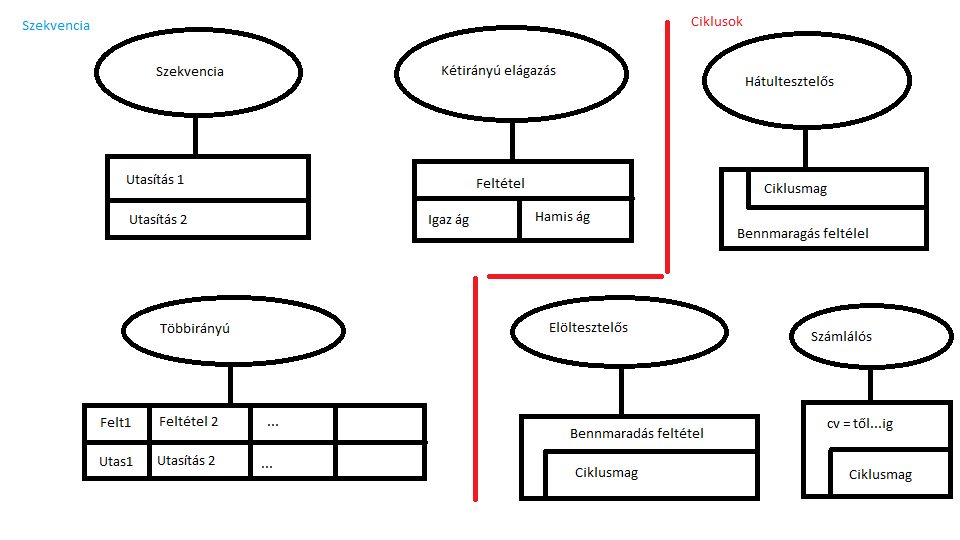 Szekvencia
Ciklusok
Szekvencia
Utasítás 1
Utasítás 2
Kétirányú elágazás
Feltétel
Igaz ág
Hamis ág
Hátultesztelős
Ciklusmag
Bennmaragás feltélel
Többirányú
Felt1
Feltétel 2
...
Utas1
Utasítás 2
...
Elöltesztelős
Bennmaradás feltétel
Ciklusmag
Számlálós
cv = től...ig
Ciklusmag